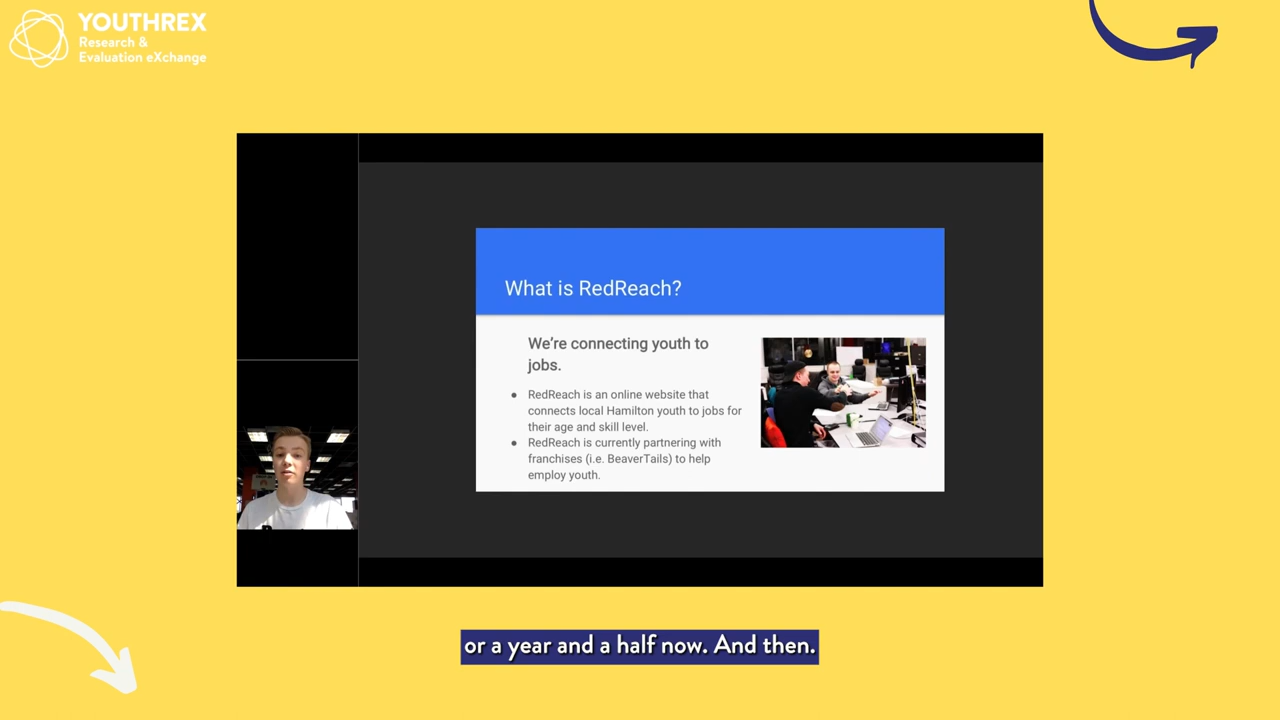 YOUTHREX
Research &
Evaluation eXchange
What is RedReach?
We're connecting youth to
jobs.
● RedReach is an online website that
connects local Hamilton youth to jobs for
their age and skill level.
● RedReach is currently partnering with
franchises (i.e. BeaverTails) to help
employ youth.
or a year and a half now. And then.